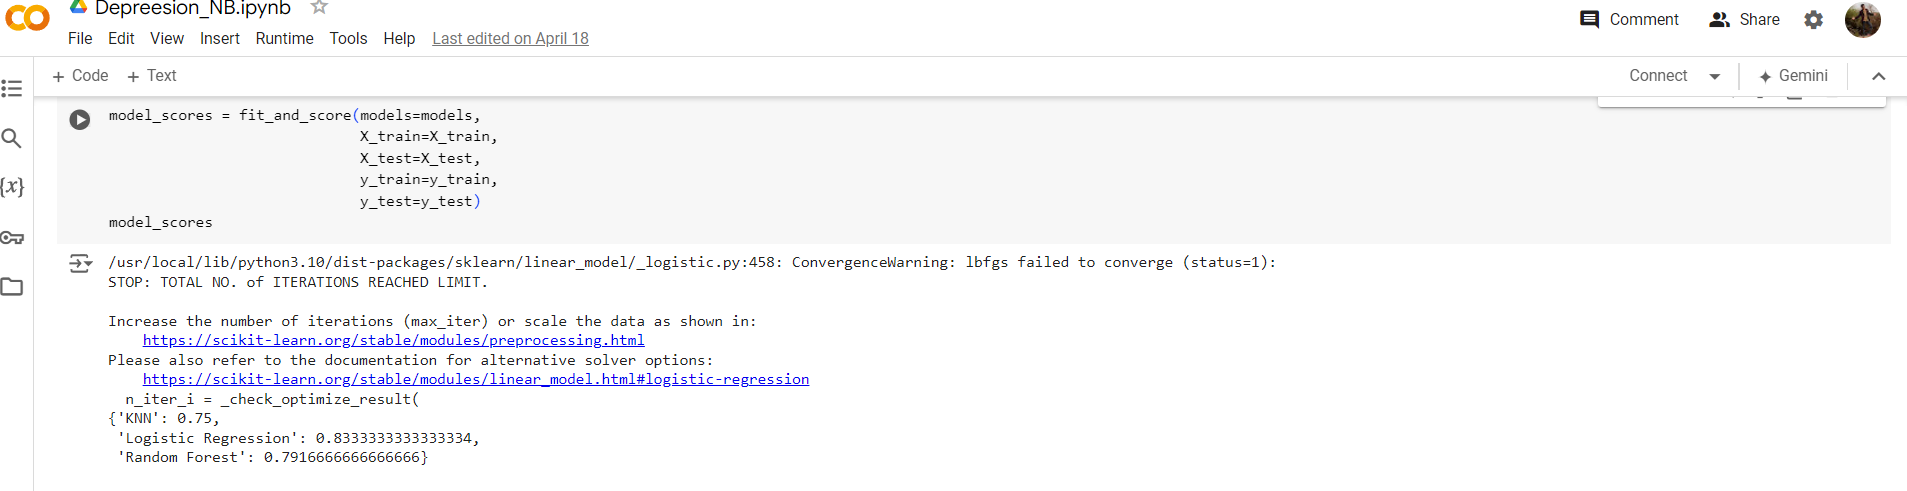 Depreesion_NB.ipynb
Comment
Share
File Edit View Insert Runtime Tools Help Last edited on April 18
+ Code + Text
Connect
Gemini
{x}
model_scores = fit_and_score(models=models,
X_train=X_train,
X_test=X_test,
y_train=y_train,
y_test=y_test)
model_scores
/usr/local/lib/python3.10/dist-packages/sklearn/linear_model/_logistic.py:458: ConvergenceWarning: lbfgs failed to converge (status=1):
STOP: TOTAL NO. of ITERATIONS REACHED LIMIT.
Increase the number of iterations (max_iter) or scale the data as shown in:
https://scikit-learn.org/stable/modules/preprocessing.html
Please also refer to the documentation for alternative solver options:
https://scikit-learn.org/stable/modules/linear_model.html#logistic-regression
n_iter_i = _check_optimize_result(
{'KNN': 0.75,
'Logistic Regression': 0.8333333333333334,
'Random Forest': 0.7916666666666666}